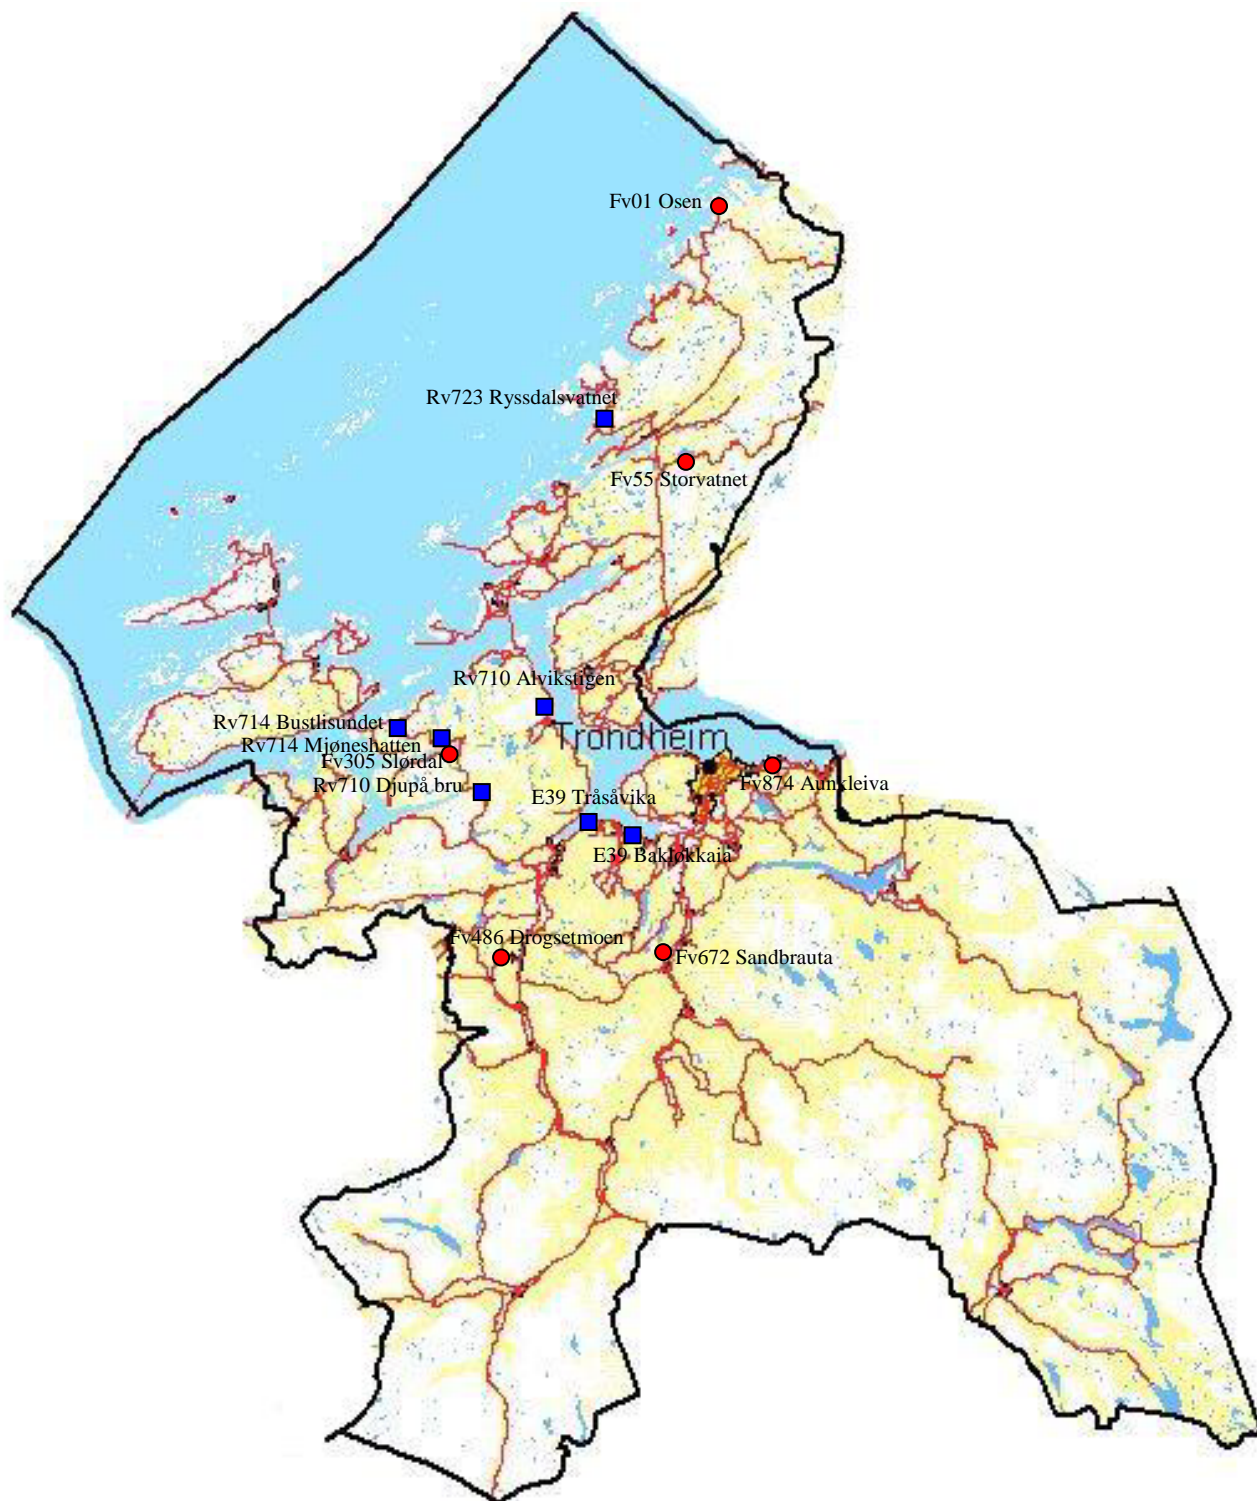 Fv01 Osen
Rv723 Ryssdalsvatnet
Fv55 Storvatnet
Rv710 Alvikstigen
Rv714 Bustlisundet
Trondheim
Rv714 Mjøneshatten
Fv305 Slørdal
Rv710 Djupå bru
Fv874 Aunkleiva
E39 Tråsåvika
E39 Bakløkkaia
Fv486 Drogsetmoen
Fv672 Sandbrauta